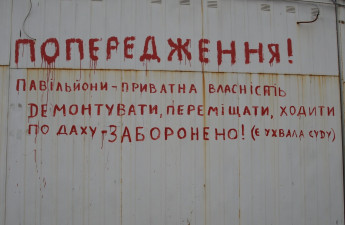 ПОПЕРЕДЖЕННЯ!
ПАВІЛЬЙОНИ-ПРИВАТНА ВЛАСНІСТЬ
ДЕМОНТУВАТИ, ПЕРЕМІЩАТИ, ХОДИТИ
ПО ДАХУ-ЗАБОРОНЕНО! (Є УХВАЛА СУДУ)